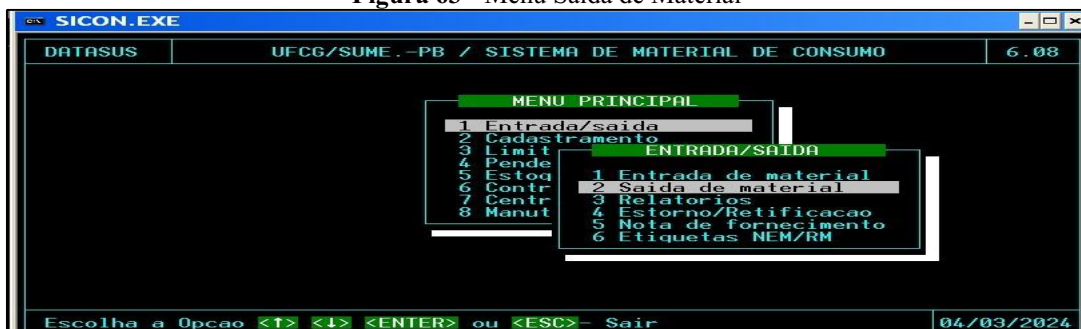 Menu Saída de Material
SICON.EXE
DATASUS UFCG/SUME.-PB / SISTEMA DE MATERIAL DE CONSUMO 6.08
MENU PRINCIPAL
1 Entrada/saida
2 Cadastramento
3 Limit
4 Pende
5 Estoq
6 Contr
7 Centr
8 Manut
ENTRADA/SAIDA
1 Entrada de material
2 Saida de material
3 Relatorios
4 Estorno/Retificacao
5 Nota de fornecimento
6 Etiquetas NEM/RM
Escolha a Opcao <↑> <↓> <ENTER> ou <ESC>- Sair 04/03/2024